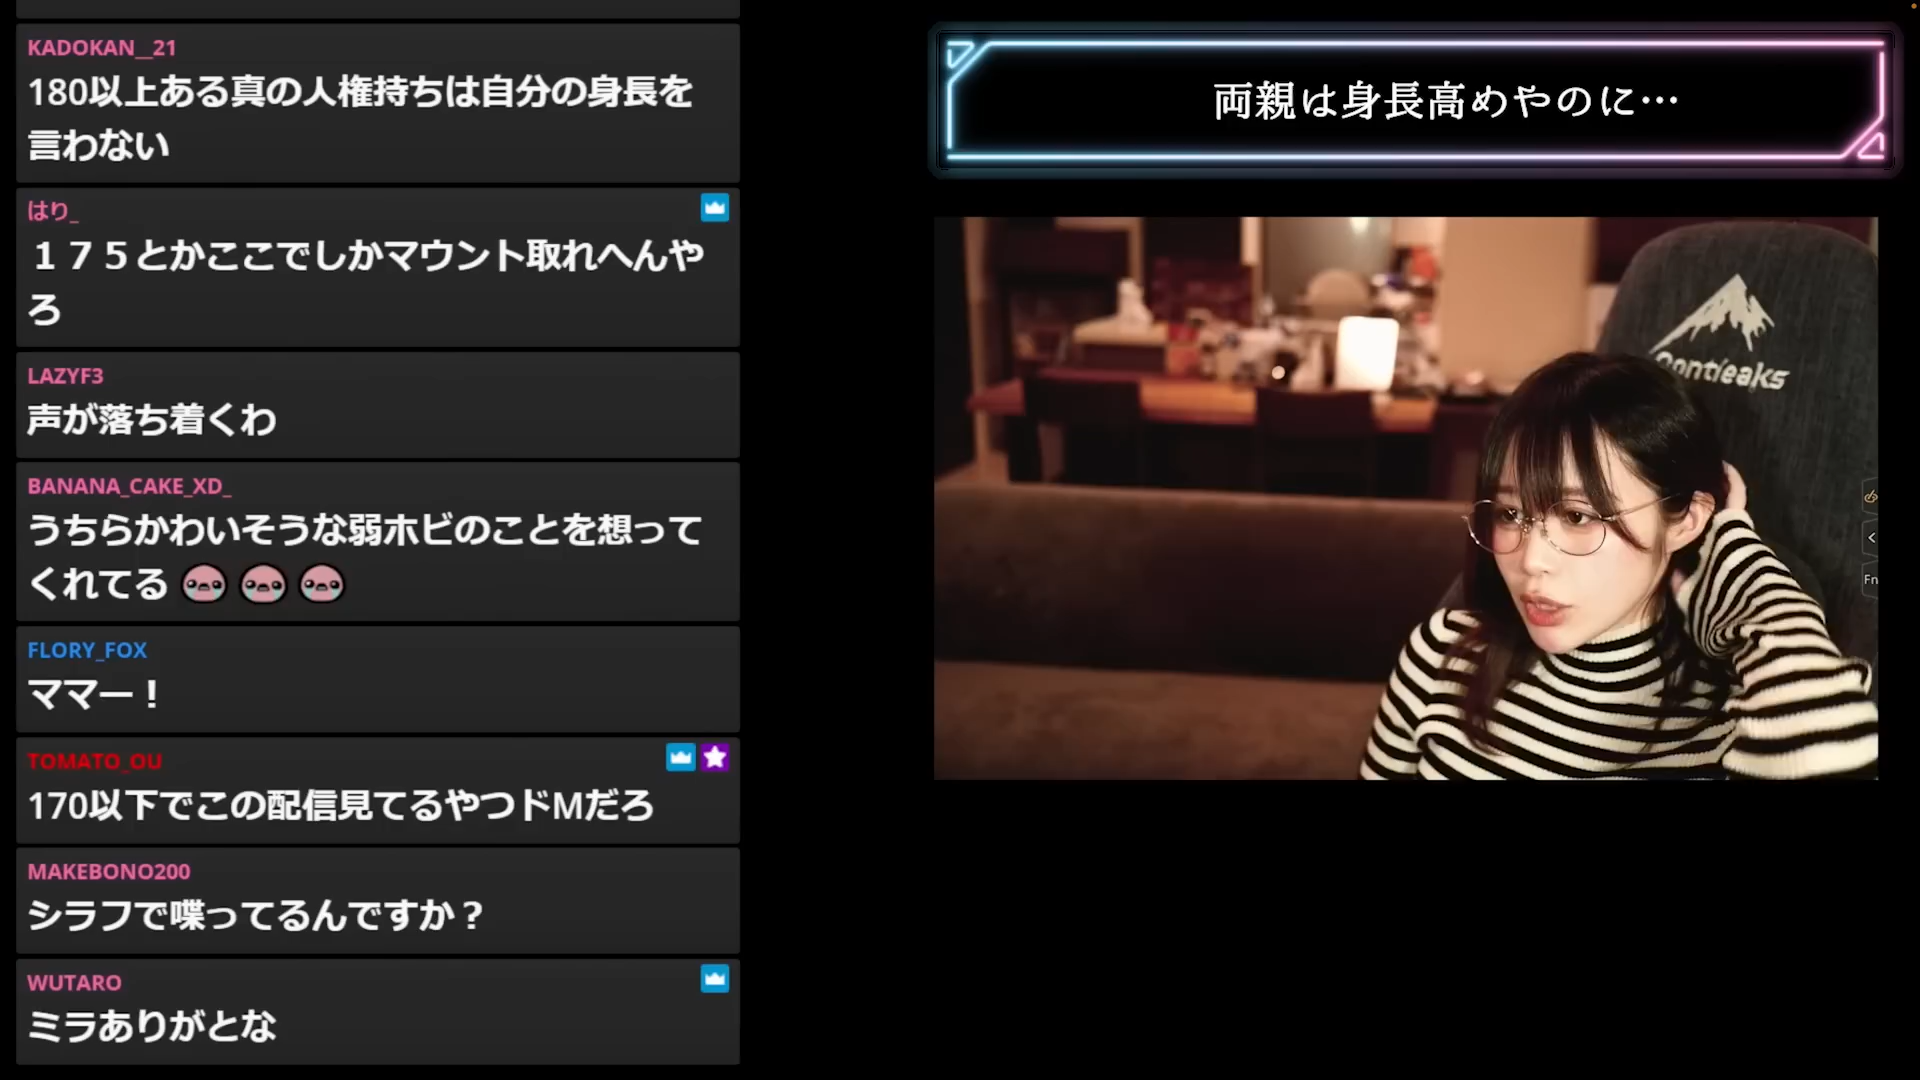 KADOKAN__21
180以上ある真の人権持ちは自分の身長を
言わない
はり_
１７５とかここでしかマウント取れへんや
ろ
LAZYF3
声が落ち着くわ
BANANA_CAKE_XD_
うちらかわいそうな弱ホビのことを想って
くれてる
FLORY_FOX
ママー！
TOMATO_OU
170以下でこの配信見てるやつドMだろ
MAKEBONO200
シラフで喋ってるんですか？
WUTARO
ミラありがとな
両親は身長高めやのに…
Contieaks
<
Fn